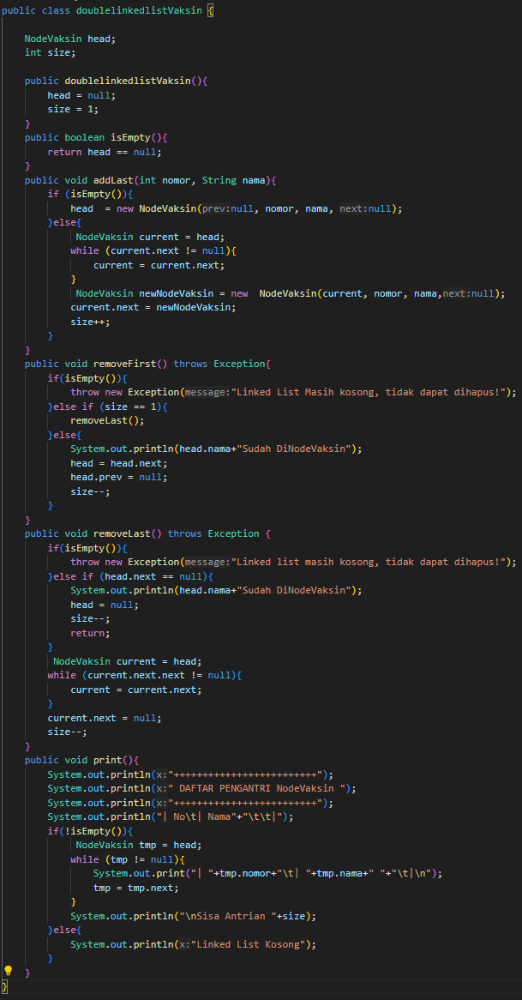 public class doublelinkedlistVaksin {
NodeVaksin head;
int size;
public doublelinkedlistVaksin(){
head = null;
size = 1;
}
public boolean isEmpty(){
return head == null;
}
public void addLast(int nomor, String nama){
if (isEmpty()){
head  = new NodeVaksin(prev:null, nomor, nama, next:null);
}else{
NodeVaksin current = head;
while (current.next != null){
current = current.next;
}
NodeVaksin newNodeVaksin = new  NodeVaksin(current, nomor, nama,next:null);
current.next = newNodeVaksin;
size++;
}
}
public void removeFirst() throws Exception{
if(isEmpty()){
throw new Exception(message:"Linked List Masih kosong, tidak dapat dihapus!");
}else if (size == 1){
removeLast();
}else{
System.out.println(head.nama+"Sudah DiNodeVaksin");
head = head.next;
head.prev = null;
size--;
}
}
public void removeLast() throws Exception {
if(isEmpty()){
throw new Exception(message:"Linked list masih kosong, tidak dapat dihapus!");
}else if (head.next == null){
System.out.println(head.nama+"Sudah DiNodeVaksin");
head = null;
size--;
return;
}
NodeVaksin current = head;
while (current.next.next != null){
current = current.next;
}
current.next = null;
size--;
}
public void print(){
System.out.println(x:"+++++++++++++++++++++++++");
System.out.println(x:" DAFTAR PENGANTRI NodeVaksin ");
System.out.println(x:"+++++++++++++++++++++++++");
System.out.println("| No\t| Nama"+"\t\t|");
if(!isEmpty()){
NodeVaksin tmp = head;
while (tmp != null){
System.out.print("| "+tmp.nomor+"\t| "+tmp.nama+" "+"\t|\n");
tmp = tmp.next;
}
System.out.println("\nSisa Antrian "+size);
}else{
System.out.println(x:"Linked List Kosong");
}
}
}